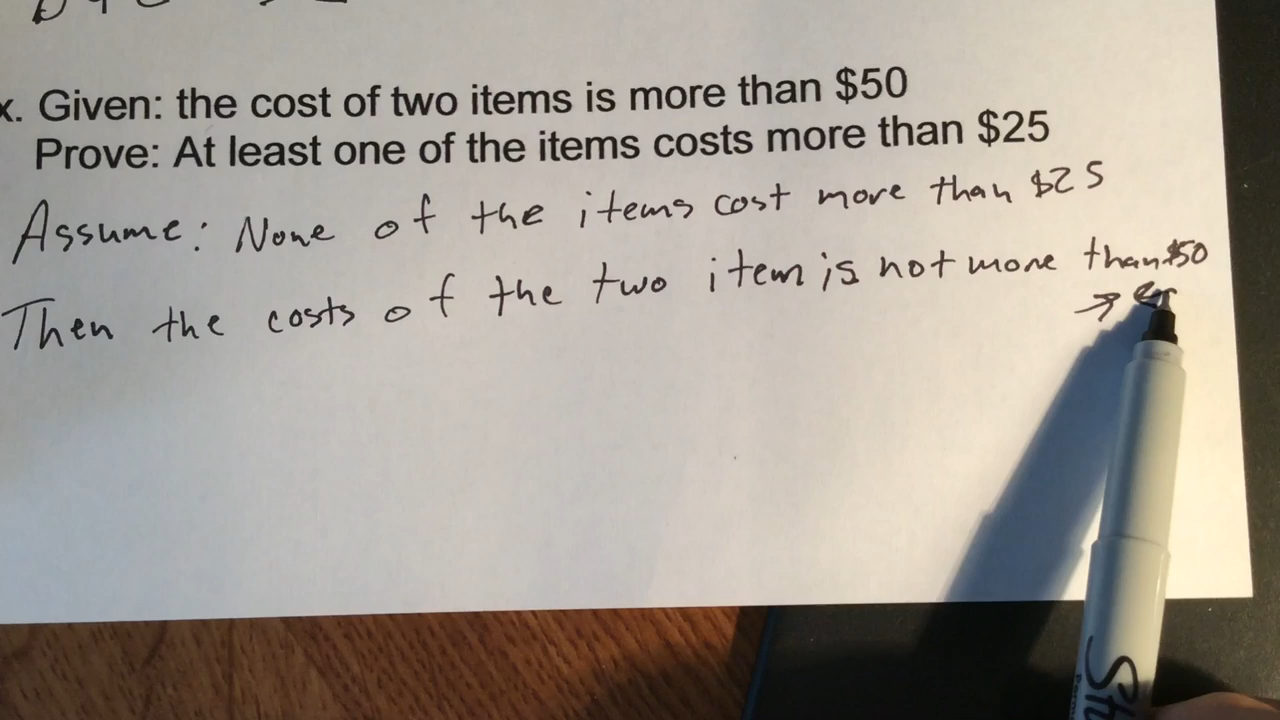 x. Given: the cost of two items is more than $50
Prove: At least one of the items costs more than $25
Assume: None of the items cost more than $25
Then the costs of the two item is not more than $50